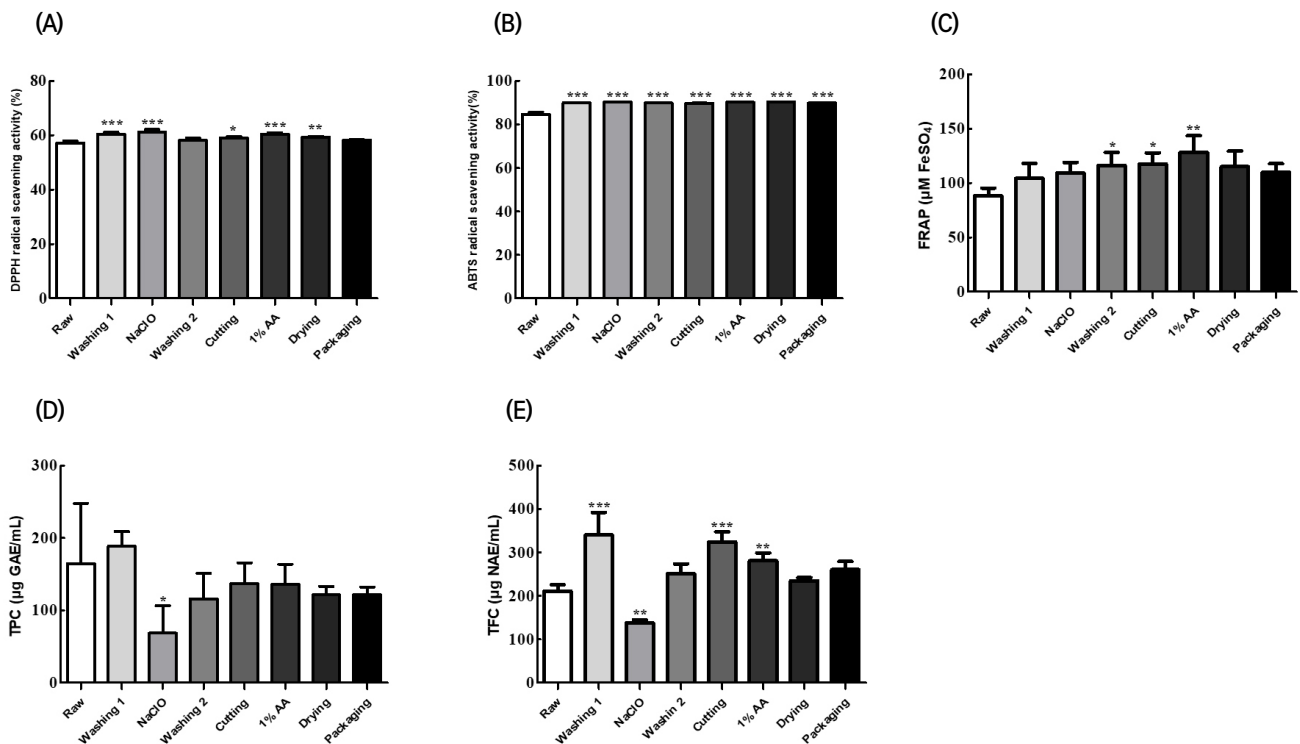 (A)
DPPH radical scavening activity (%)
80
60
40
20
0
*** *** * *** **
Raw
Washing 1
NaClO
Washing 2
Cutting
1% AA
Drying
Packaging
(B)
ABTS radical scavening activity(%)
100
80
60
40
20
0
*** *** *** *** *** *** ***
Raw
Washing 1
NaClO
Washing 2
Cutting
1% AA
Drying
Packaging
(C)
FRAP (μM FeSO₄)
200
150
100
50
0
* * **
Raw
Washing 1
NaClO
Washing 2
Cutting
1% AA
Drying
Packaging
(D)
TPC (μg GAE/mL)
300
200
100
0
*
Raw
Washing 1
NaClO
Washing 2
Cutting
1% AA
Drying
Packaging
(E)
TFC (μg NAE/mL)
500
400
300
200
100
0
*** ** *** **
Raw
Washing 1
NaClO
Washin 2
Cutting
1% AA
Drying
Packaging